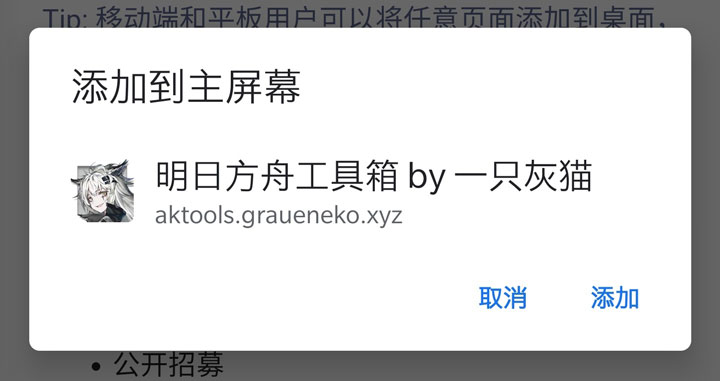 Tip: 移动端和平板用户可以将任意页面添加到桌面，
添加到主屏幕
明日方舟工具箱 by 一只灰猫
aktools.graueneko.xyz
取消
添加
• 公开招募